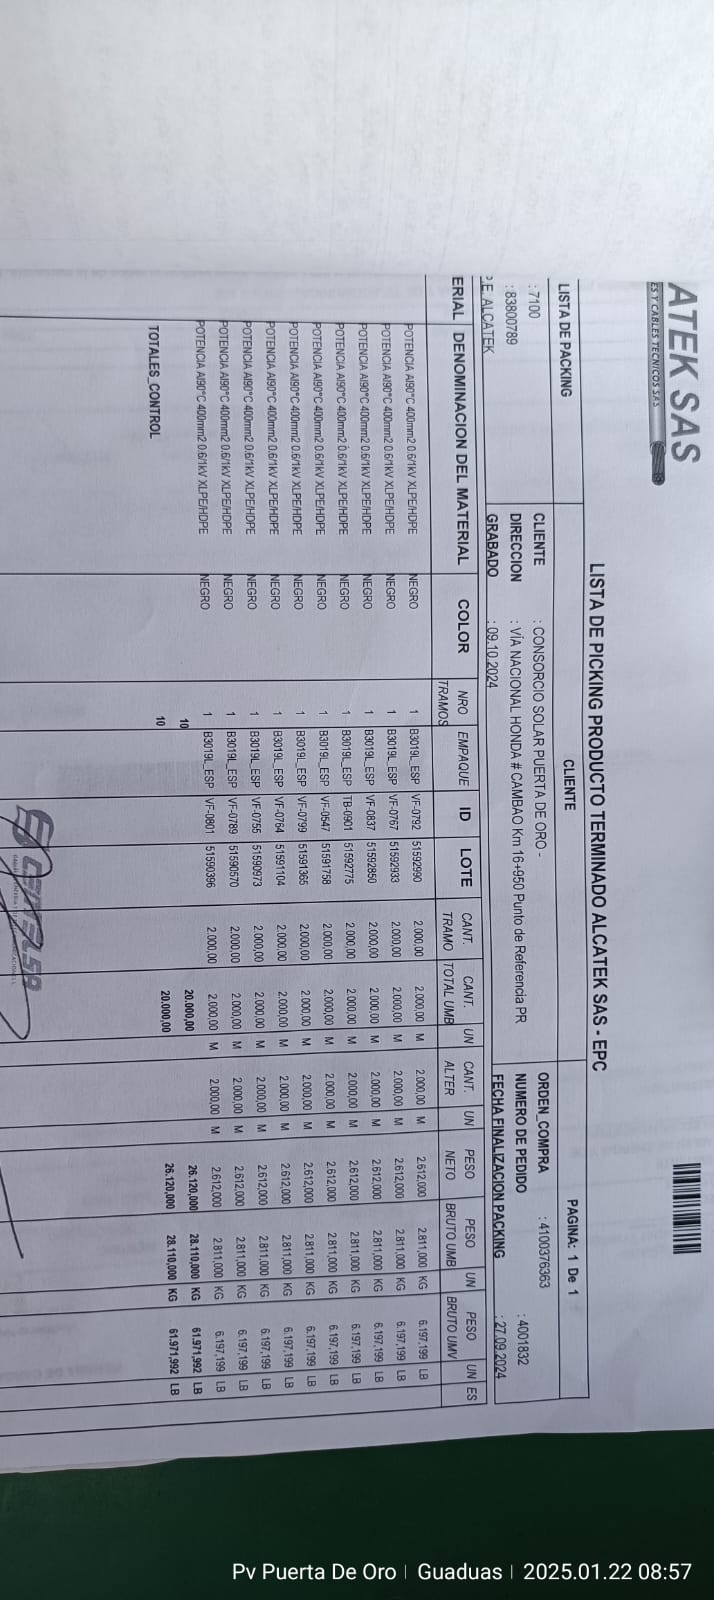 ATEK SAS
ES Y CABLES TECNICOS SAS
LISTA DE PICKING PRODUCTO TERMINADO ALCATEK SAS - EPC
LISTA DE PACKING CLIENTE PAGINA: 1 De 1
: 7100 CLIENTE : CONSORCIO SOLAR PUERTA DE ORO - ORDEN_COMPRA : 4100376363
: 83800789 DIRECCION : VÍA NACIONAL HONDA # CAMBAO Km 16+950 Punto de Referencia PR NUMERO DE PEDIDO : 4001832
ALCATEK GRABADO : 09.10.2024 FECHA FINALIZACION PACKING : 27.09.2024
ERIAL DENOMINACION DEL MATERIAL COLOR NRO TRAMOS EMPAQUE ID LOTE CANT. TRAMO CANT. TOTAL UMB UN CANT. ALTER UN PESO NETO PESO BRUTO UMB UN PESO BRUTO UMV UN ES
POTENCIA Al90°C 400mm2 0.6/1kV XLPE/HDPE NEGRO 1 B3019L_ESP VF-0792 51592990 2.000,00 2.000,00 M 2.000,00 M 2.612,000 2.811,000 KG 6.197,199 LB
POTENCIA Al90°C 400mm2 0.6/1kV XLPE/HDPE NEGRO 1 B3019L_ESP VF-0767 51592933 2.000,00 2.000,00 M 2.000,00 M 2.612,000 2.811,000 KG 6.197,199 LB
POTENCIA Al90°C 400mm2 0.6/1kV XLPE/HDPE NEGRO 1 B3019L_ESP VF-0837 51592850 2.000,00 2.000,00 M 2.000,00 M 2.612,000 2.811,000 KG 6.197,199 LB
POTENCIA Al90°C 400mm2 0.6/1kV XLPE/HDPE NEGRO 1 B3019L_ESP TB-0901 51592775 2.000,00 2.000,00 M 2.000,00 M 2.612,000 2.811,000 KG 6.197,199 LB
POTENCIA Al90°C 400mm2 0.6/1kV XLPE/HDPE NEGRO 1 B3019L_ESP VF-0547 51591758 2.000,00 2.000,00 M 2.000,00 M 2.612,000 2.811,000 KG 6.197,199 LB
POTENCIA Al90°C 400mm2 0.6/1kV XLPE/HDPE NEGRO 1 B3019L_ESP VF-0799 51591365 2.000,00 2.000,00 M 2.000,00 M 2.612,000 2.811,000 KG 6.197,199 LB
POTENCIA Al90°C 400mm2 0.6/1kV XLPE/HDPE NEGRO 1 B3019L_ESP VF-0764 51591104 2.000,00 2.000,00 M 2.000,00 M 2.612,000 2.811,000 KG 6.197,199 LB
POTENCIA Al90°C 400mm2 0.6/1kV XLPE/HDPE NEGRO 1 B3019L_ESP VF-0755 51590973 2.000,00 2.000,00 M 2.000,00 M 2.612,000 2.811,000 KG 6.197,199 LB
POTENCIA Al90°C 400mm2 0.6/1kV XLPE/HDPE NEGRO 1 B3019L_ESP VF-0789 51590570 2.000,00 2.000,00 M 2.000,00 M 2.612,000 2.811,000 KG 6.197,199 LB
POTENCIA Al90°C 400mm2 0.6/1kV XLPE/HDPE NEGRO 1 B3019L_ESP VF-0801 51590396 2.000,00 2.000,00 M 2.000,00 M 2.612,000 2.811,000 KG 6.197,199 LB
10 20.000,00 26.120,000 28.110,000 KG 61.971,992 LB
TOTALES_CONTROL 10 20.000,00 26.120,000 28.110,000 KG 61.971,992 LB
Pv Puerta De Oro | Guaduas | 2025.01.22 08:57